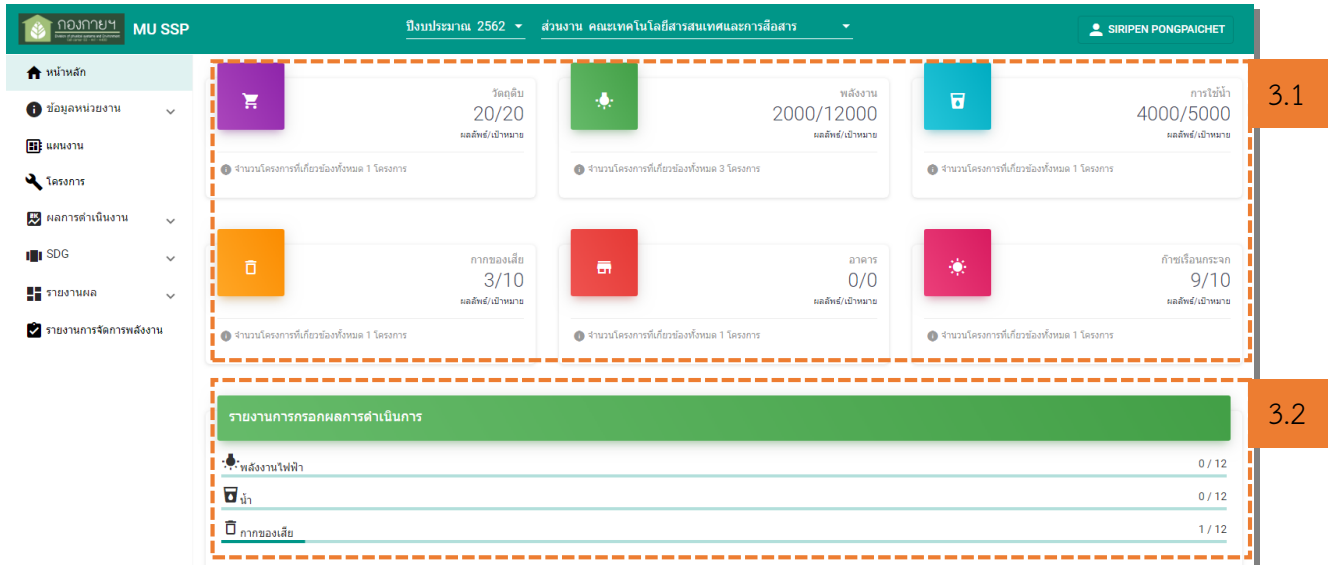 กองกายฯ MU SSP
ปีงบประมาณ 2562
ส่วนงาน คณะเทคโนโลยีสารสนเทศและการสื่อสาร
SIRIPEN PONGPAICHET
หน้าหลัก
ข้อมูลหน่วยงาน
แผนงาน
โครงการ
ผลการดำเนินงาน
SDG
รายงานผล
รายงานการจัดการพลังงาน
วัตถุดิบ
20/20
ผลลัพธ์/เป้าหมาย
จำนวนโครงการที่เกี่ยวข้องทั้งหมด 1 โครงการ
พลังงาน
2000/12000
ผลลัพธ์/เป้าหมาย
จำนวนโครงการที่เกี่ยวข้องทั้งหมด 3 โครงการ
การใช้น้ำ
4000/5000
ผลลัพธ์/เป้าหมาย
จำนวนโครงการที่เกี่ยวข้องทั้งหมด 1 โครงการ
3.1
กากของเสีย
3/10
ผลลัพธ์/เป้าหมาย
จำนวนโครงการที่เกี่ยวข้องทั้งหมด 1 โครงการ
อาคาร
0/0
ผลลัพธ์/เป้าหมาย
จำนวนโครงการที่เกี่ยวข้องทั้งหมด 1 โครงการ
ก๊าซเรือนกระจก
9/10
ผลลัพธ์/เป้าหมาย
จำนวนโครงการที่เกี่ยวข้องทั้งหมด 1 โครงการ
3.2
รายงานการกรอกผลการดำเนินการ
พลังงานไฟฟ้า 0 / 12
น้ำ 0 / 12
กากของเสีย 1 / 12